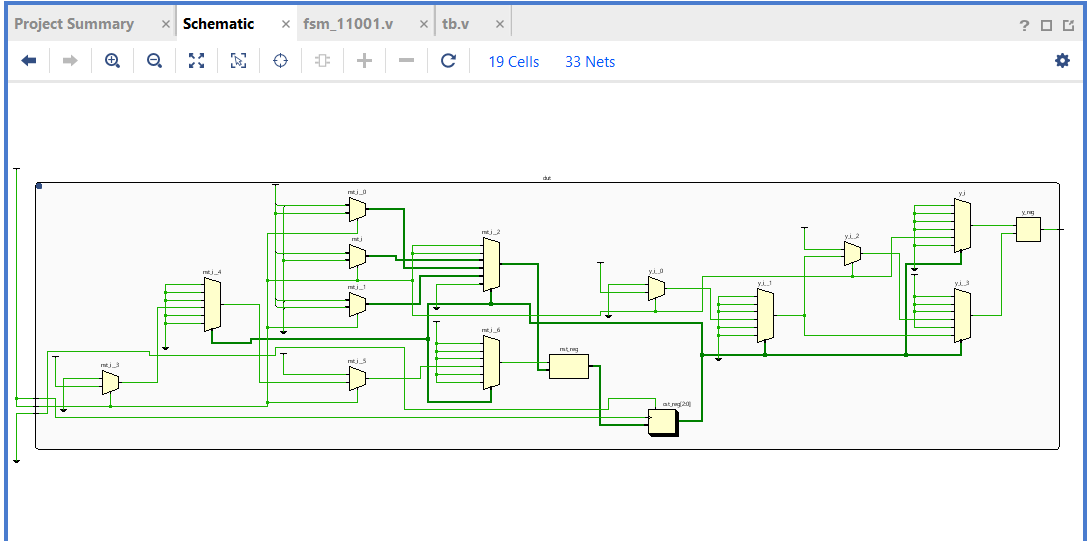 Project Summary × Schematic × fsm_11001.v × tb.v × ?
19 Cells 33 Nets
dut
nst_i__0
y_i
y_reg
nst_i__2
nst_i
y_i__2
nst_i__4
y_i__0
nst_i__1
y_i__1
y_i__3
nst_i__6
nst_reg
nst_i__3
nst_i__5
cst_reg[2:0]